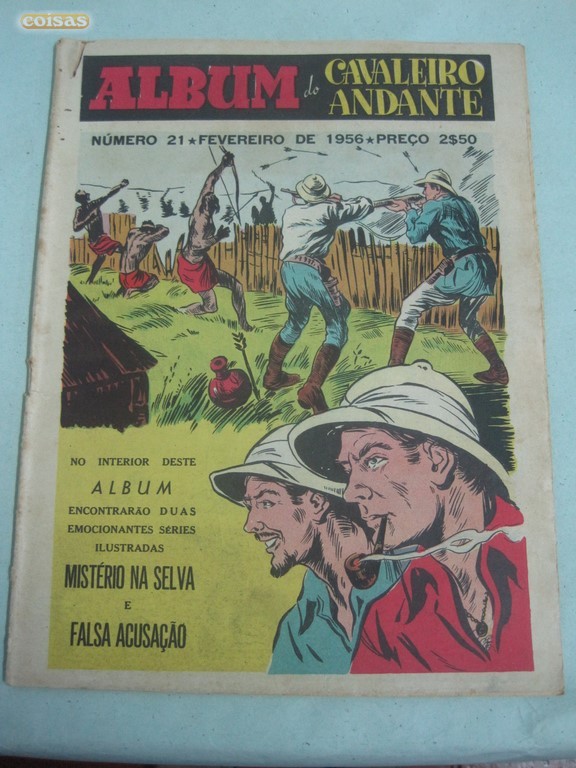 coisas
ALBUM do CAVALEIRO
ANDANTE
NÚMERO 21 ★ FEVEREIRO DE 1956 ★ PREÇO 2$50
NO INTERIOR DESTE
ALBUM
ENCONTRARÃO DUAS
EMOCIONANTES SÉRIES
ILUSTRADAS
MISTÉRIO NA SELVA
E
FALSA ACUSAÇÃO